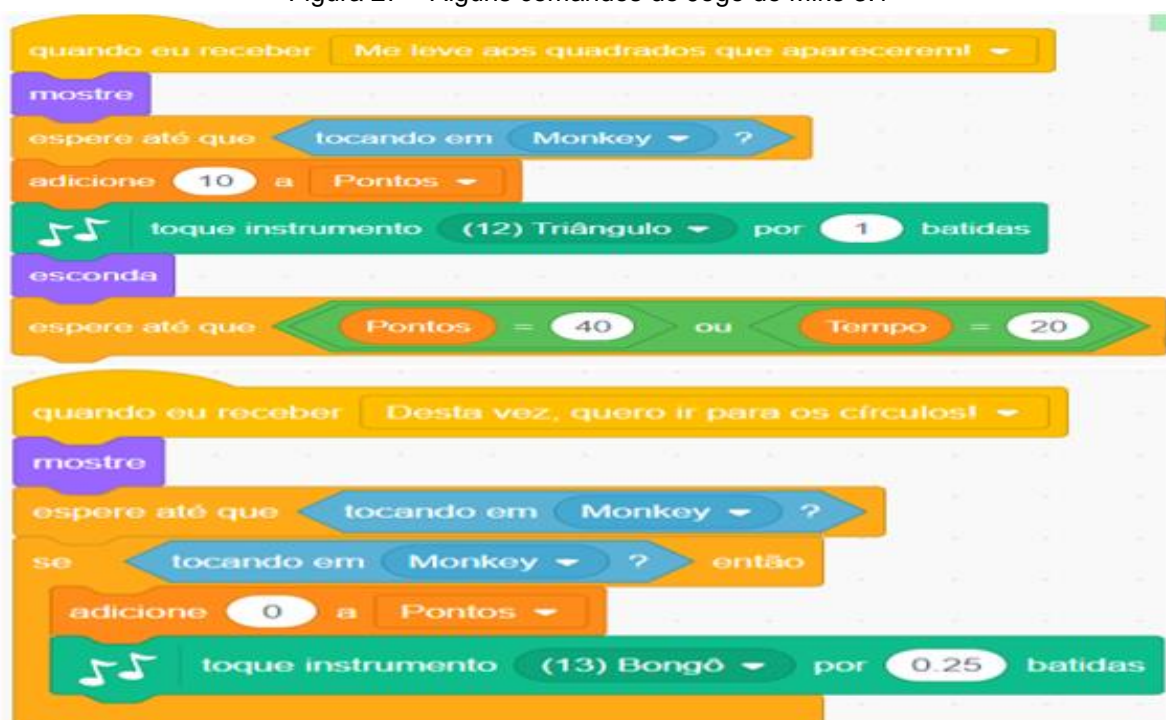 quando eu receber Me leve aos quadrados que aparecerem!
mostre
espere até que tocando em Monkey ?
adicione 10 a Pontos
toque instrumento (12) Triângulo por 1 batidas
esconda
espere até que Pontos = 40 ou Tempo = 20
quando eu receber Desta vez, quero ir para os círculos!
mostre
espere até que tocando em Monkey ?
se tocando em Monkey ? então
adicione 0 a Pontos
toque instrumento (13) Bongô por 0.25 batidas